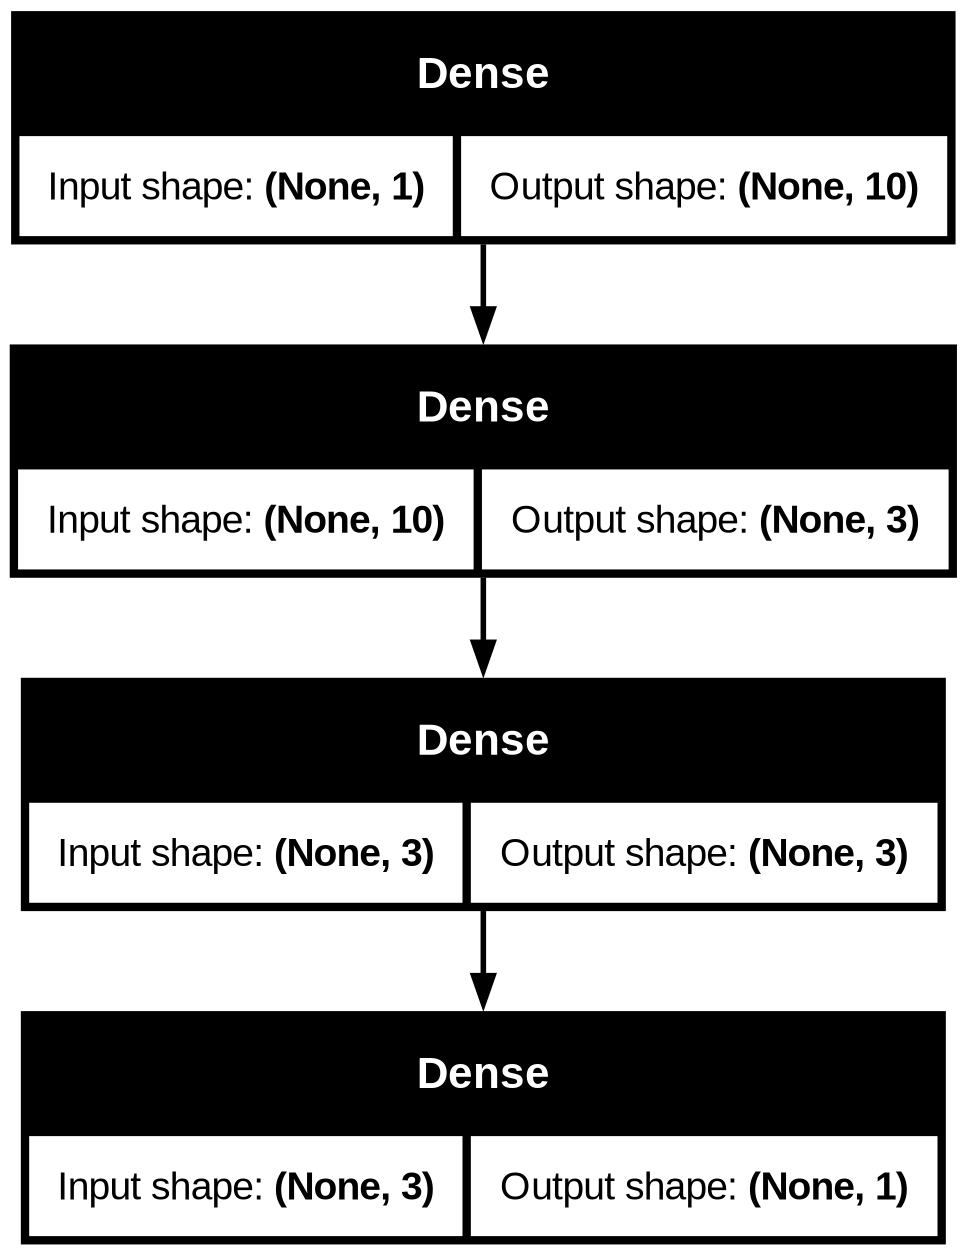 Dense
Input shape: (None, 1) Output shape: (None, 10)
Dense
Input shape: (None, 10) Output shape: (None, 3)
Dense
Input shape: (None, 3) Output shape: (None, 3)
Dense
Input shape: (None, 3) Output shape: (None, 1)